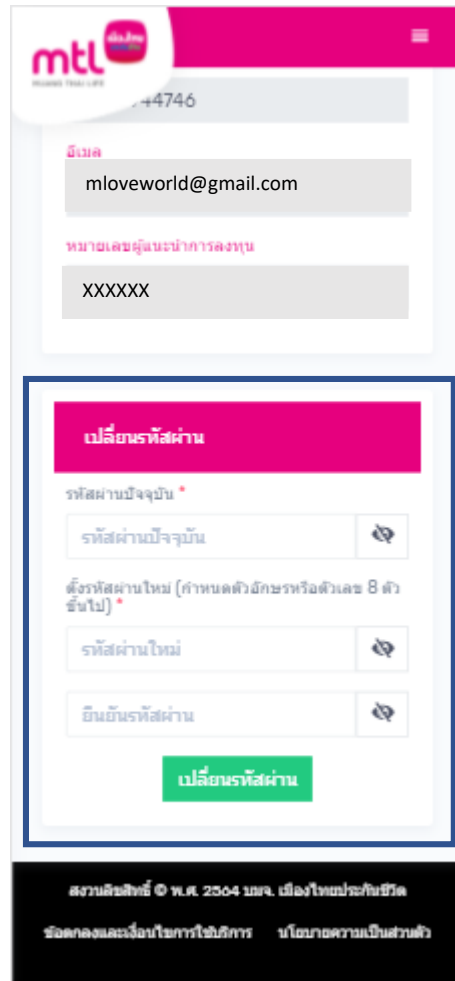 mtl
เมืองไทย
MUANG THAI LIFE
44746
อีเมล
mloveworld@gmail.com
หมายเลขผู้แนะนำการลงทุน
XXXXXX
เปลี่ยนรหัสผ่าน
รหัสผ่านปัจจุบัน *
รหัสผ่านปัจจุบัน
ตั้งรหัสผ่านใหม่ (กำหนดตัวอักษรหรือตัวเลข 8 ตัว
ขึ้นไป) *
รหัสผ่านใหม่
ยืนยันรหัสผ่าน
เปลี่ยนรหัสผ่าน
สงวนลิขสิทธิ์ © พ.ศ. 2564 บมจ. เมืองไทยประกันชีวิต
ข้อตกลงและเงื่อนไขการใช้บริการ นโยบายความเป็นส่วนตัว